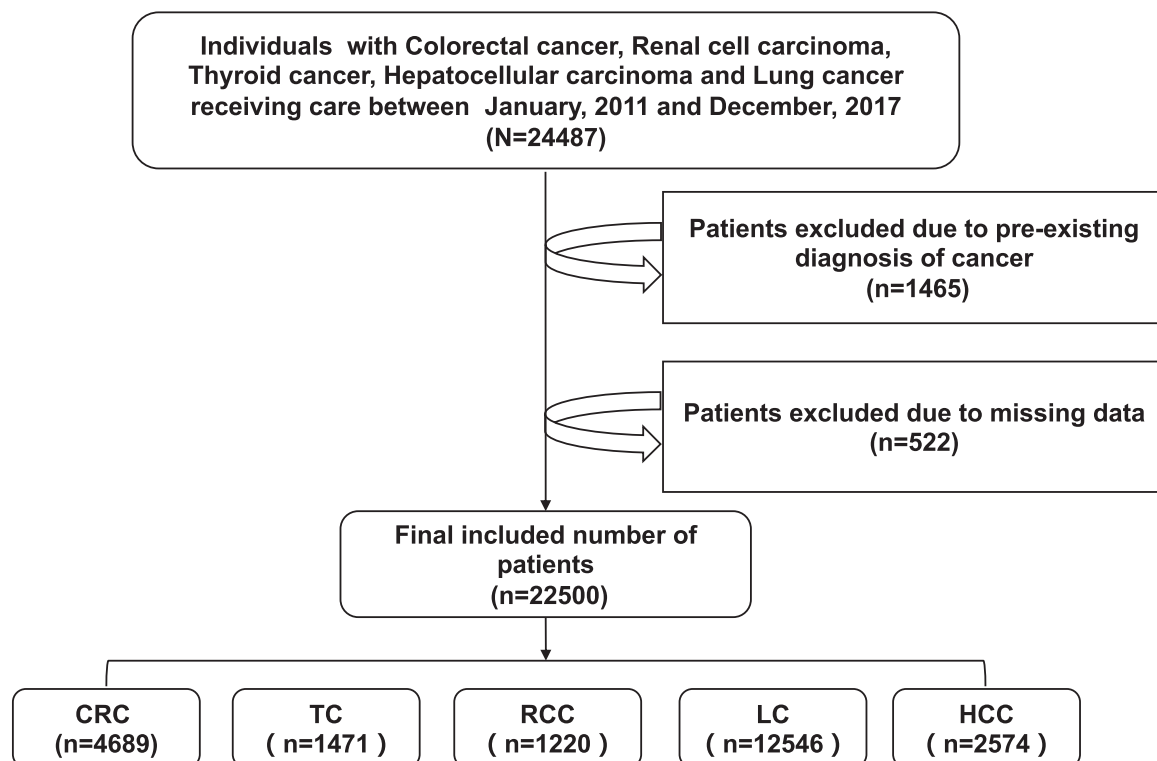 Individuals with Colorectal cancer, Renal cell carcinoma,
Thyroid cancer, Hepatocellular carcinoma and Lung cancer
receiving care between January, 2011 and December, 2017
(N=24487)
Patients excluded due to pre-existing
diagnosis of cancer
(n=1465)
Patients excluded due to missing data
(n=522)
Final included number of
patients
(n=22500)
CRC
(n=4689)
TC
( n=1471 )
RCC
( n=1220 )
LC
( n=12546 )
HCC
( n=2574 )